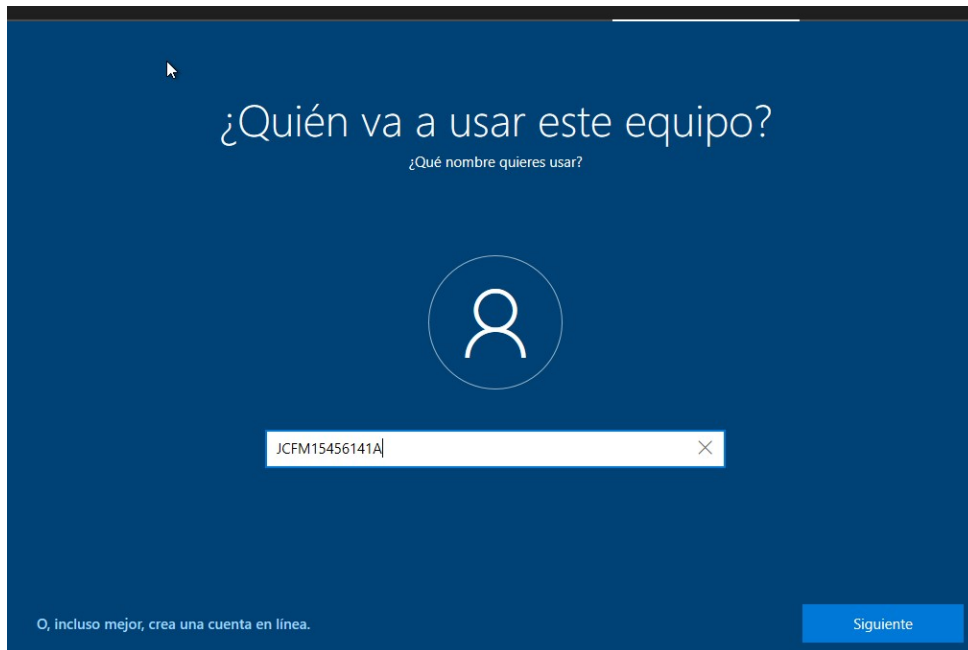 ¿Quién va a usar este equipo?
¿Qué nombre quieres usar?
JCFM15456141A
O, incluso mejor, crea una cuenta en línea.
Siguiente